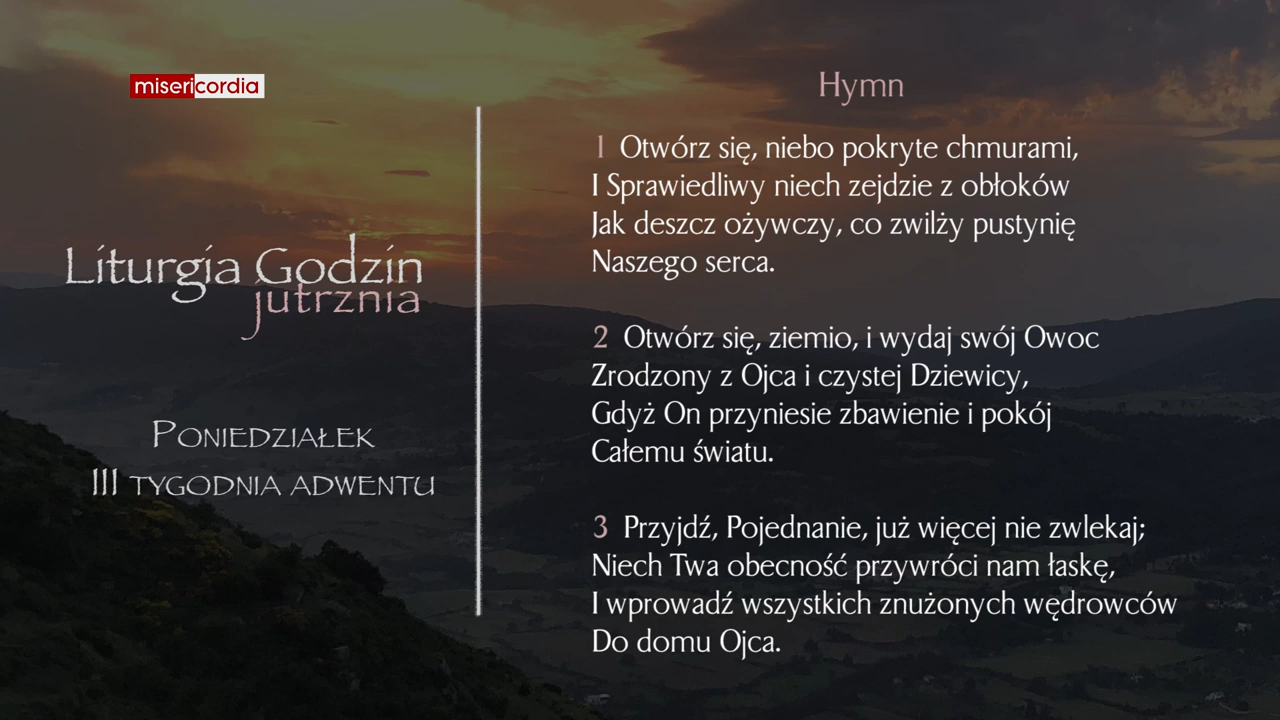 misericordia
Liturgia Godzin
jutrznia
Poniedziałek
III tygodnia adwentu
Hymn
1 Otwórz się, niebo pokryte chmurami,
I Sprawiedliwy niech zejdzie z obłoków
Jak deszcz ożywczy, co zwilży pustynię
Naszego serca.
2 Otwórz się, ziemio, i wydaj swój Owoc
Zrodzony z Ojca i czystej Dziewicy,
Gdyż On przyniesie zbawienie i pokój
Całemu światu.
3 Przyjdź, Pojednanie, już więcej nie zwlekaj;
Niech Twa obecność przywróci nam łaskę,
I wprowadź wszystkich znużonych wędrowców
Do domu Ojca.